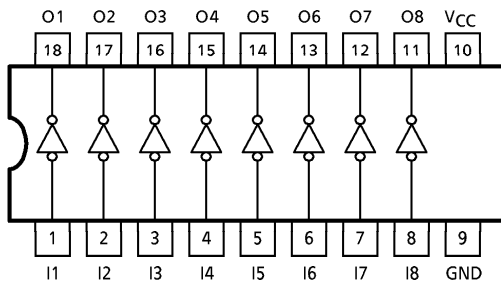 O1 O2 O3 O4 O5 O6 O7 O8 VCC
18 17 16 15 14 13 12 11 10
1 2 3 4 5 6 7 8 9
I1 I2 I3 I4 I5 I6 I7 I8 GND